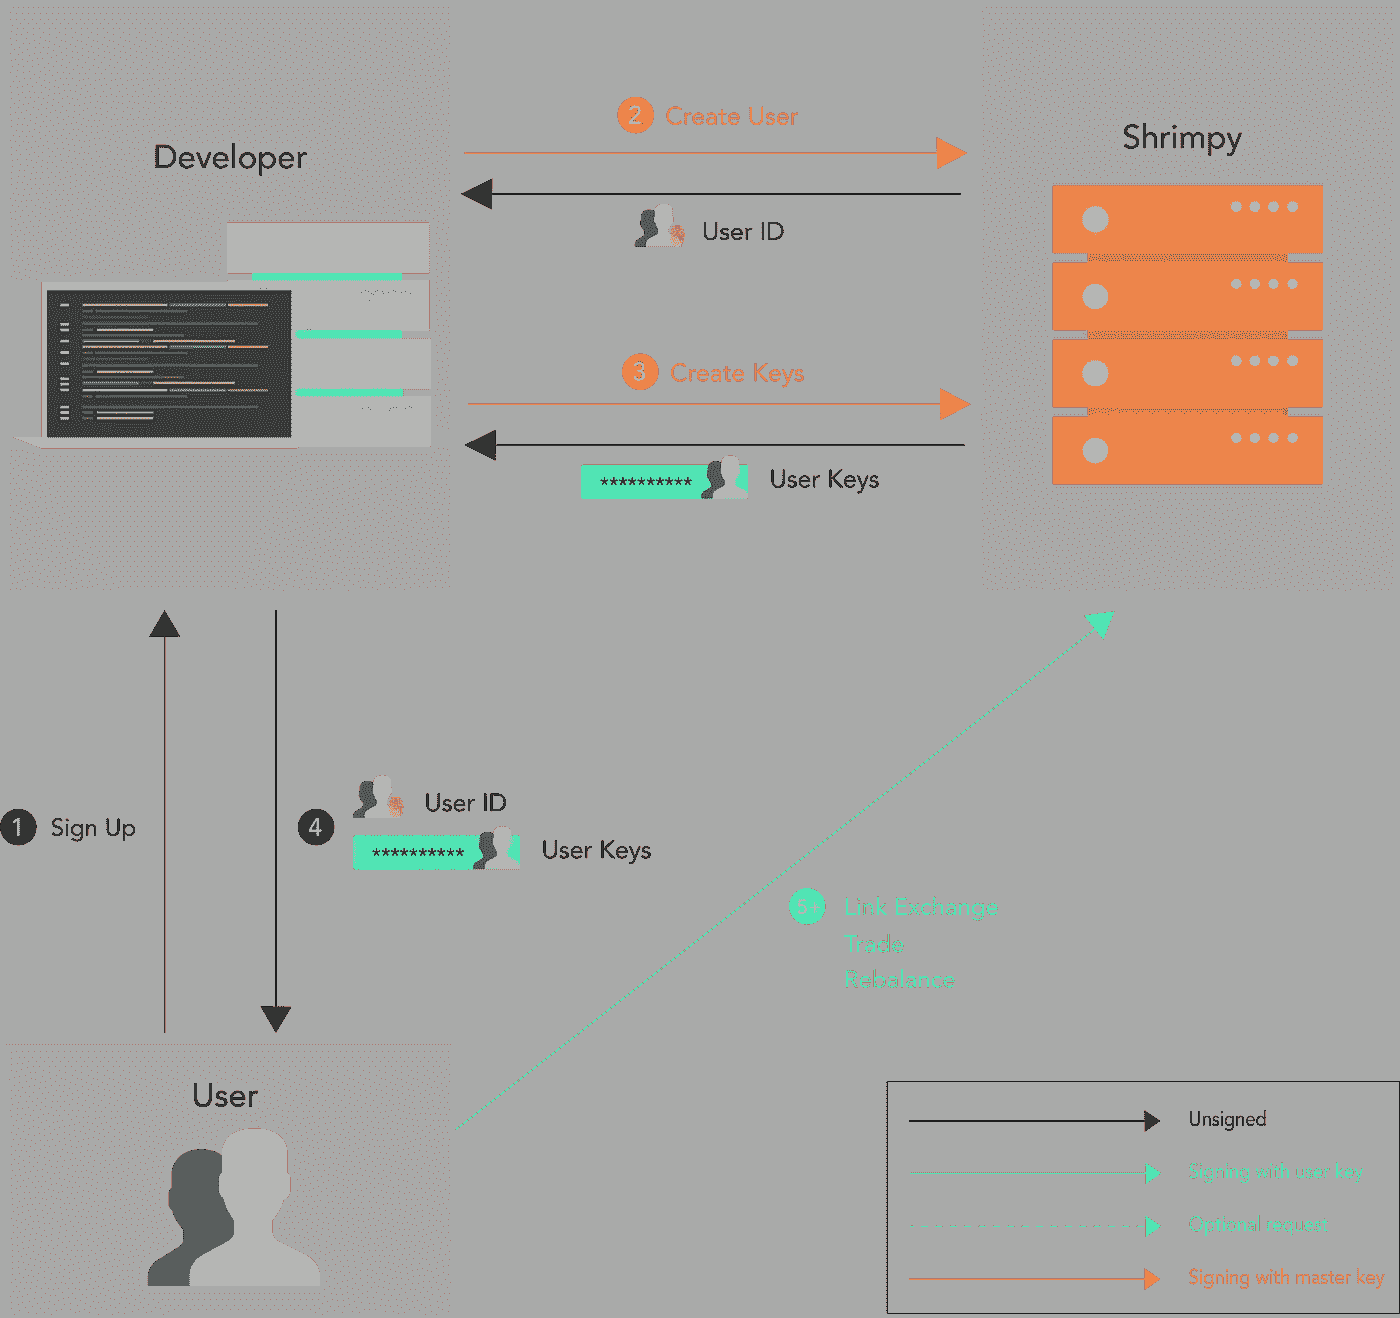 Developer
2 Create User
User ID
Shrimpy
3 Create Keys
********** User Keys
1 Sign Up
4
User ID
********** User Keys
Link Exchange
Trade
Rebalance
User
Unsigned
Signing with user key
Optional request
Signing with master key